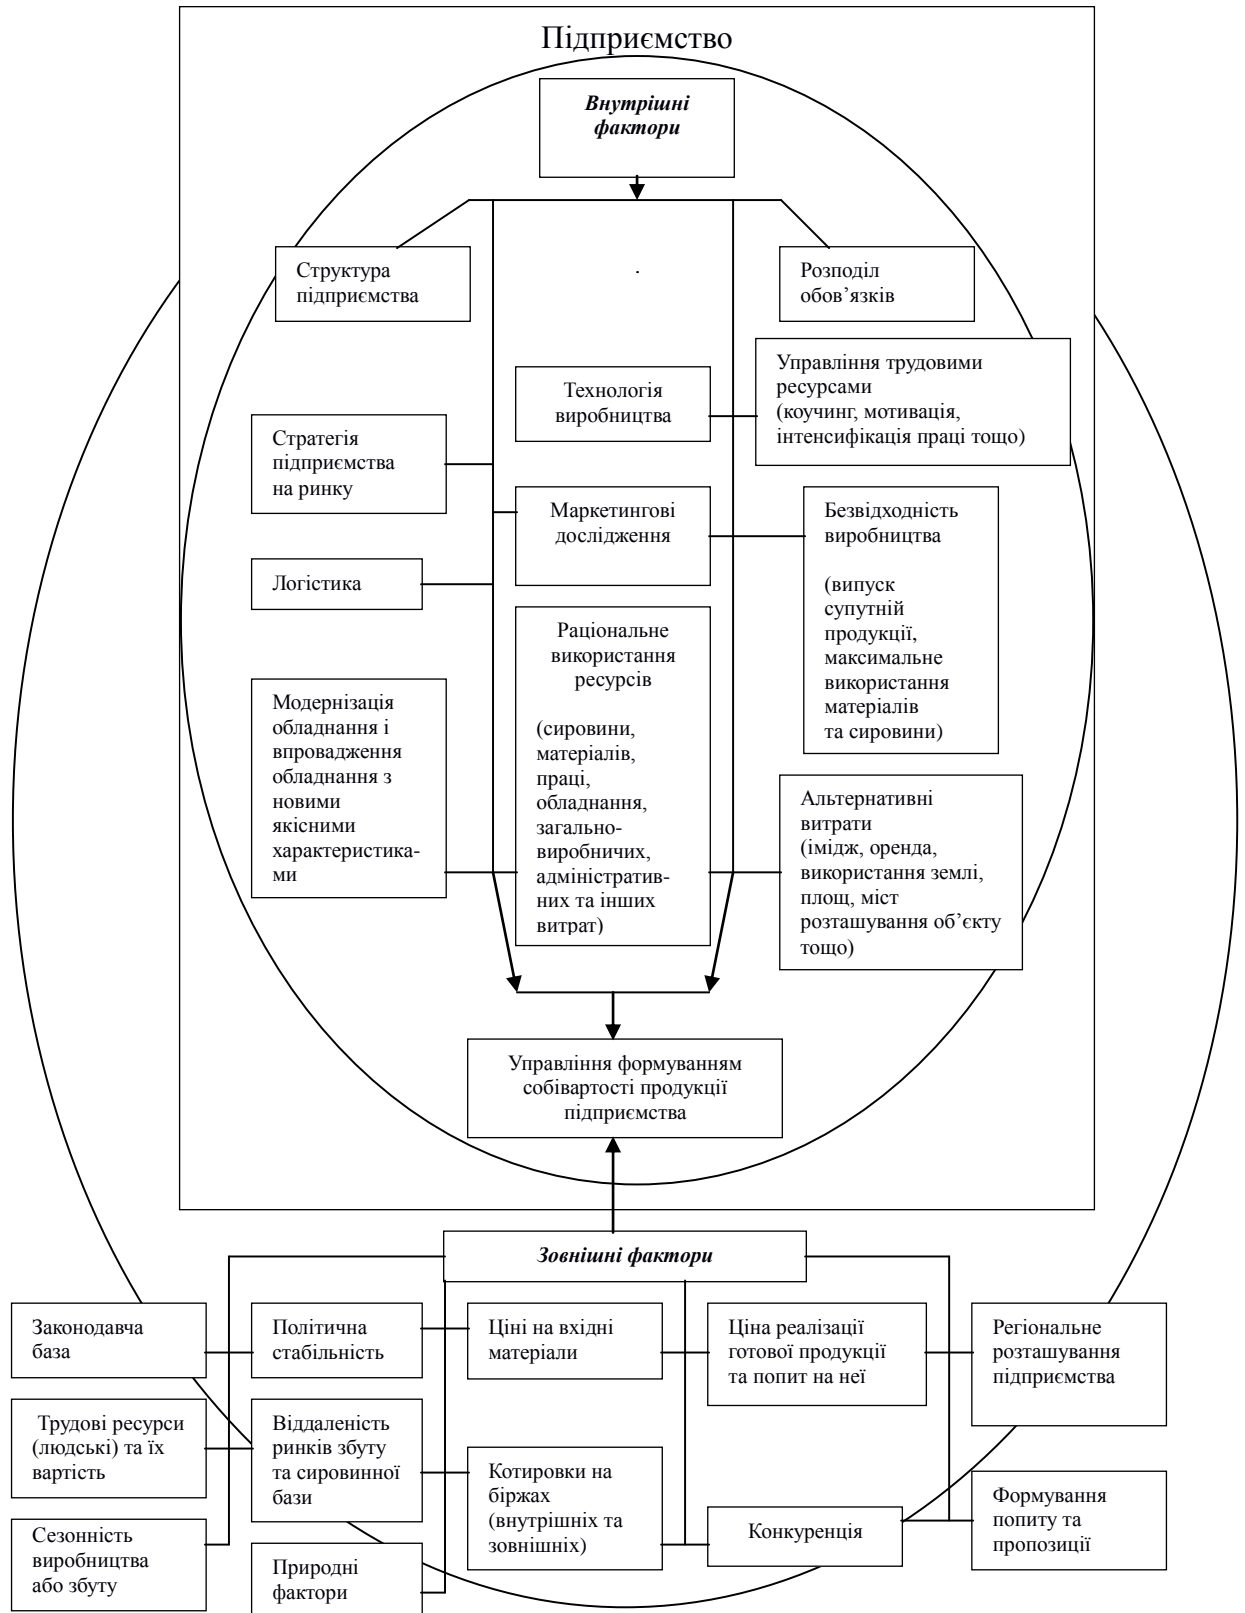 Підприємство
Внутрішні
фактори
Структура
підприємства
Розподіл
обов’язків
Технологія
виробництва
Управління трудовими
ресурсами
(коучинг, мотивація,
інтенсифікація праці тощо)
Стратегія
підприємства
на ринку
Маркетингові
дослідження
Безвідходність
виробництва
(випуск
супутній
продукції,
максимальне
використання
матеріалів
та сировини)
Логістика
Раціональне
використання
ресурсів
(сировини,
матеріалів,
праці,
обладнання,
загально-
виробничих,
адміністратив-
них та інших
витрат)
Модернізація
обладнання і
впровадження
обладнання з
новими
якісними
характеристика-
ми
Альтернативні
витрати
(імідж, оренда,
використання землі,
площ, міст
розташування об’єкту
тощо)
Управління формуванням
собівартості продукції
підприємства
Зовнішні фактори
Законодавча
база
Політична
стабільність
Ціні на вхідні
матеріали
Ціна реалізації
готової продукції
та попит на неї
Регіональне
розташування
підприємства
Трудові ресурси
(людські) та їх
вартість
Віддаленість
ринків збуту
та сировинної
бази
Котировки на
біржах
(внутрішніх та
зовнішніх)
Конкуренція
Формування
попиту та
пропозиції
Сезонність
виробництва
або збуту
Природні
фактори